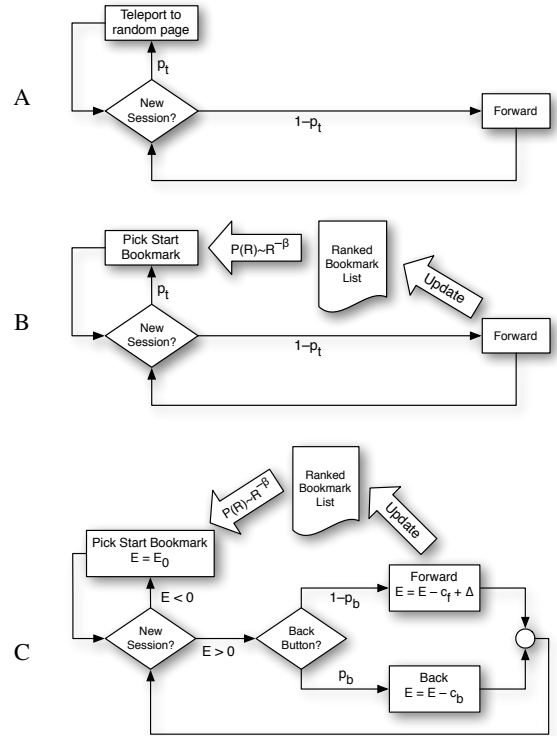 A
Teleport to
random page
p_t
New
Session?
1–p_t
Forward
B
Pick Start
Bookmark
P(R)~R^–β
Ranked
Bookmark
List
Update
p_t
New
Session?
1–p_t
Forward
C
P(R)~R^–β
Ranked
Bookmark
List
Update
Pick Start Bookmark
E = E_0
E < 0
New
Session?
E > 0
Back
Button?
1–p_b
Forward
E = E – c_f + Δ
p_b
Back
E = E – c_b